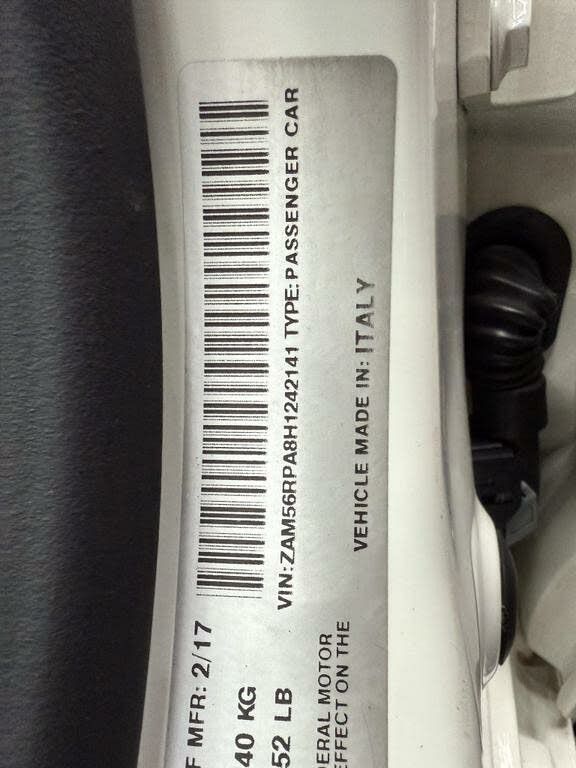 F MFR: 2/17
40 KG
52 LB
VIN:ZAM56RPA8H1242141 TYPE:PASSENGER CAR
DERAL MOTOR
EFFECT ON THE
VEHICLE MADE IN: ITALY